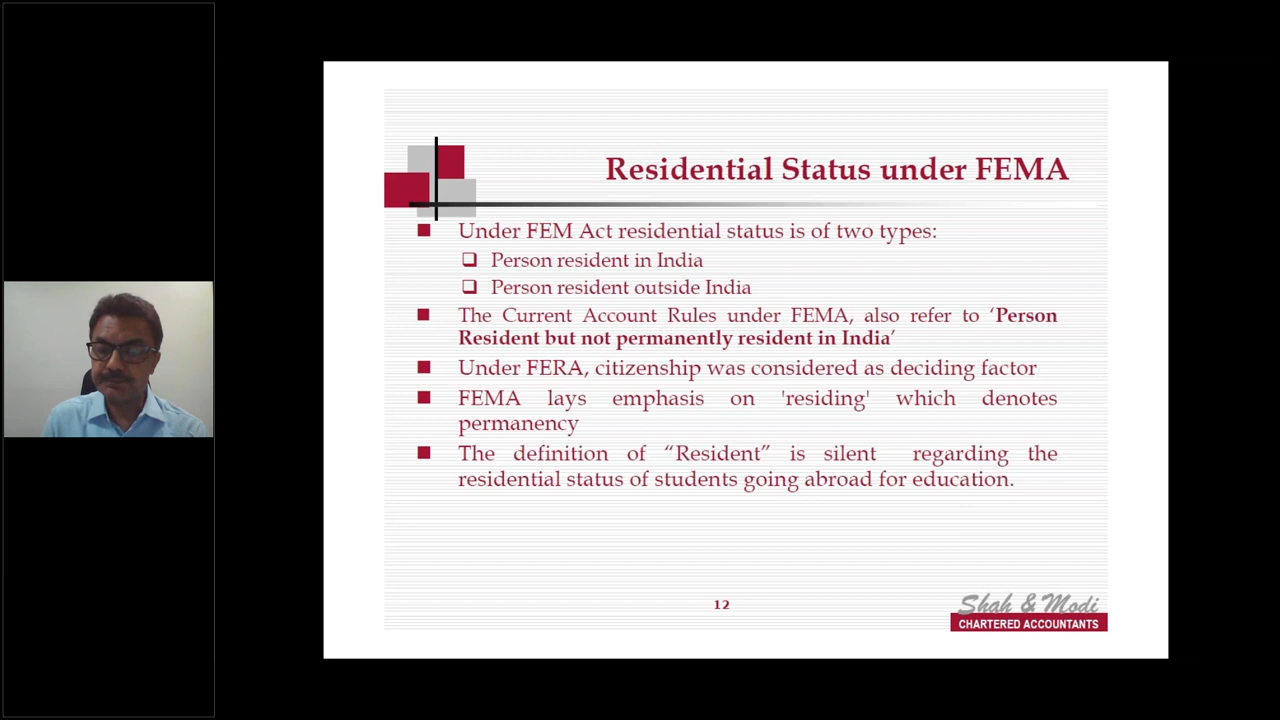 Residential Status under FEMA
Under FEM Act residential status is of two types:
Person resident in India
Person resident outside India
The Current Account Rules under FEMA, also refer to ‘Person
Resident but not permanently resident in India’
Under FERA, citizenship was considered as deciding factor
FEMA lays emphasis on 'residing' which denotes
permanency
The definition of “Resident” is silent regarding the
residential status of students going abroad for education.
12
Shah & Modi
CHARTERED ACCOUNTANTS